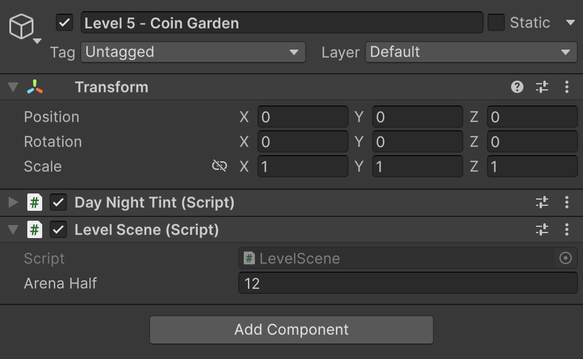 Level 5 - Coin Garden Static
Tag Untagged Layer Default
Transform
Position X 0 Y 0 Z 0
Rotation X 0 Y 0 Z 0
Scale X 1 Y 1 Z 1
# Day Night Tint (Script)
# Level Scene (Script)
Script # LevelScene
Arena Half 12
Add Component